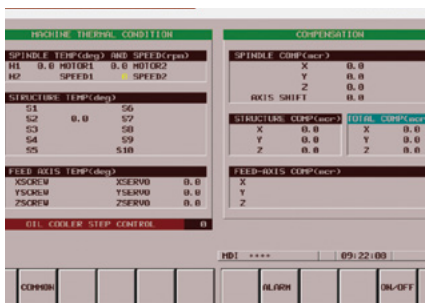 MACHINE THERMAL CONDITION
SPINDLE TEMP(deg) AND SPEED(rpm)
H1 0.0 MOTOR1 0.0 MOTOR2
H2 SPEED1 0 SPEED2
STRUCTURE TEMP(deg)
S1 S6
S2 0.0 S7
S3 S8
S4 S9
S5 S10
FEED AXIS TEMP(deg)
XSCREW XSERVO 0.0
YSCREW YSERVO 0.0
ZSCREW ZSERVO 0.0
OIL COOLER STEP CONTROL 0
COMPENSATION
SPINDLE COMP(mcr)
X 0.0
Y 0.0
Z 0.0
AXIS SHIFT 0.0
STRUCTURE COMP(mcr)
X 0.0
Y 0.0
Z 0.0
TOTAL COMP(mcr
X 0.0
Y 0.0
Z 0.0
FEED-AXIS COMP(mcr)
X
Y
Z
MDI **** 09:22:00
COMMON ALARM ON/OFF